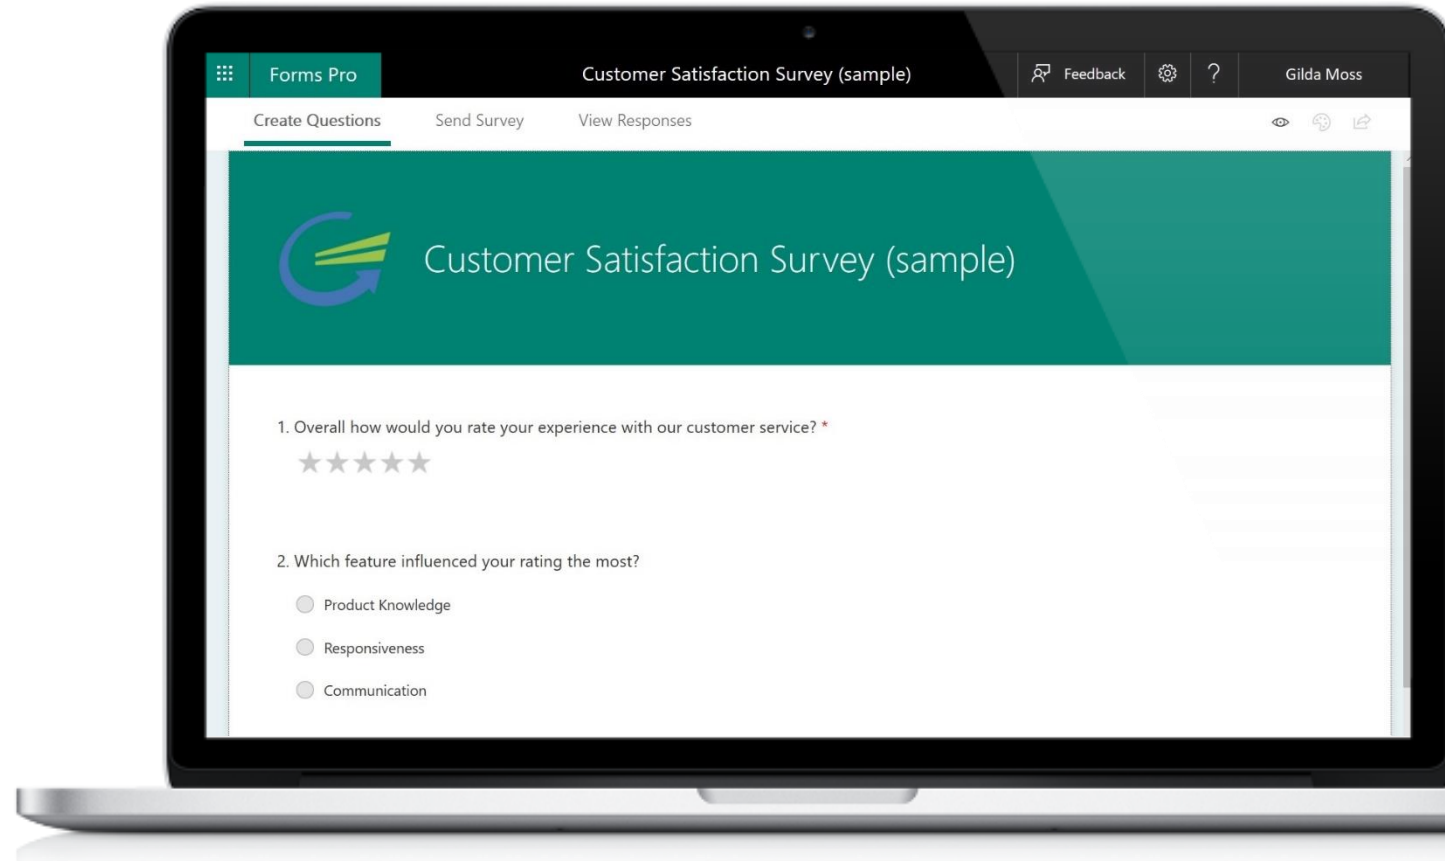 Forms Pro
Customer Satisfaction Survey (sample)
Feedback
?
Gilda Moss
Create Questions
Send Survey
View Responses
Customer Satisfaction Survey (sample)
1. Overall how would you rate your experience with our customer service? *
2. Which feature influenced your rating the most?
Product Knowledge
Responsiveness
Communication